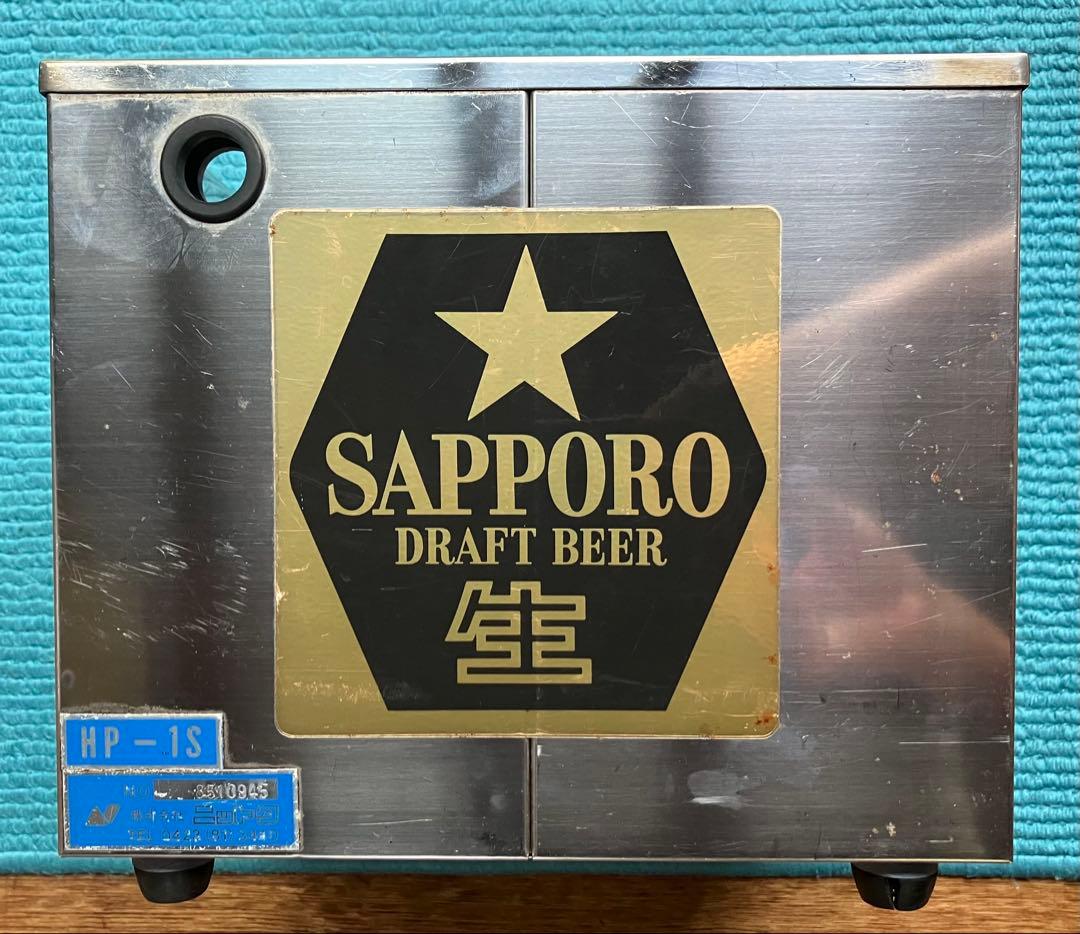 SAPPORO
DRAFT BEER
生
HP-1S
8510945